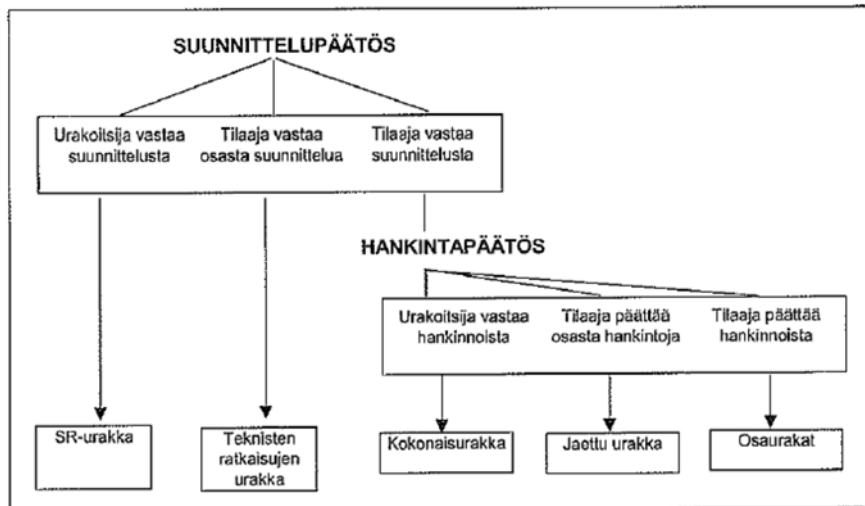 SUUNNITTELUPÄÄTÖS
Urakoitsija vastaa
suunnittelusta
Tilaaja vastaa
osasta suunnittelua
Tilaaja vastaa
suunnittelusta
HANKINTAPÄÄTÖS
Urakoitsija vastaa
hankinnoista
Tilaaja päättää
osasta hankintoja
Tilaaja päättää
hankinnoista
SR-urakka
Teknisten
ratkaisujen
urakka
Kokonaisurakka
Jaettu urakka
Osaurakat